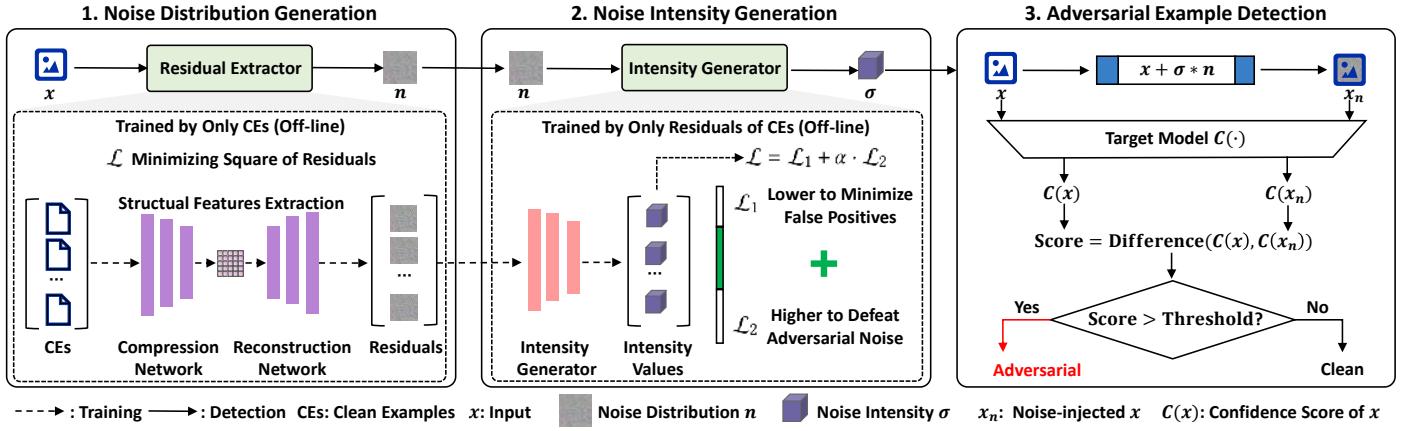 1. Noise Distribution Generation
Residual Extractor
x
n
Trained by Only CEs (Off-line)
ℒ Minimizing Square of Residuals
Structual Features Extraction
...
...
CEs
Compression
Network
Reconstruction
Network
Residuals
2. Noise Intensity Generation
Intensity Generator
n
σ
Trained by Only Residuals of CEs (Off-line)
ℒ = ℒ₁ + α · ℒ₂
ℒ₁
Lower to Minimize
False Positives
+
...
ℒ₂
Higher to Defeat
Adversarial Noise
Intensity
Generator
Intensity
Values
3. Adversarial Example Detection
x + σ * n
x
xₙ
Target Model C(·)
C(x)
C(xₙ)
Score = Difference(C(x), C(xₙ))
Yes
Score > Threshold?
No
Adversarial
Clean
: Training
: Detection
CEs: Clean Examples
x: Input
Noise Distribution n
Noise Intensity σ
xₙ: Noise-injected x
C(x): Confidence Score of x